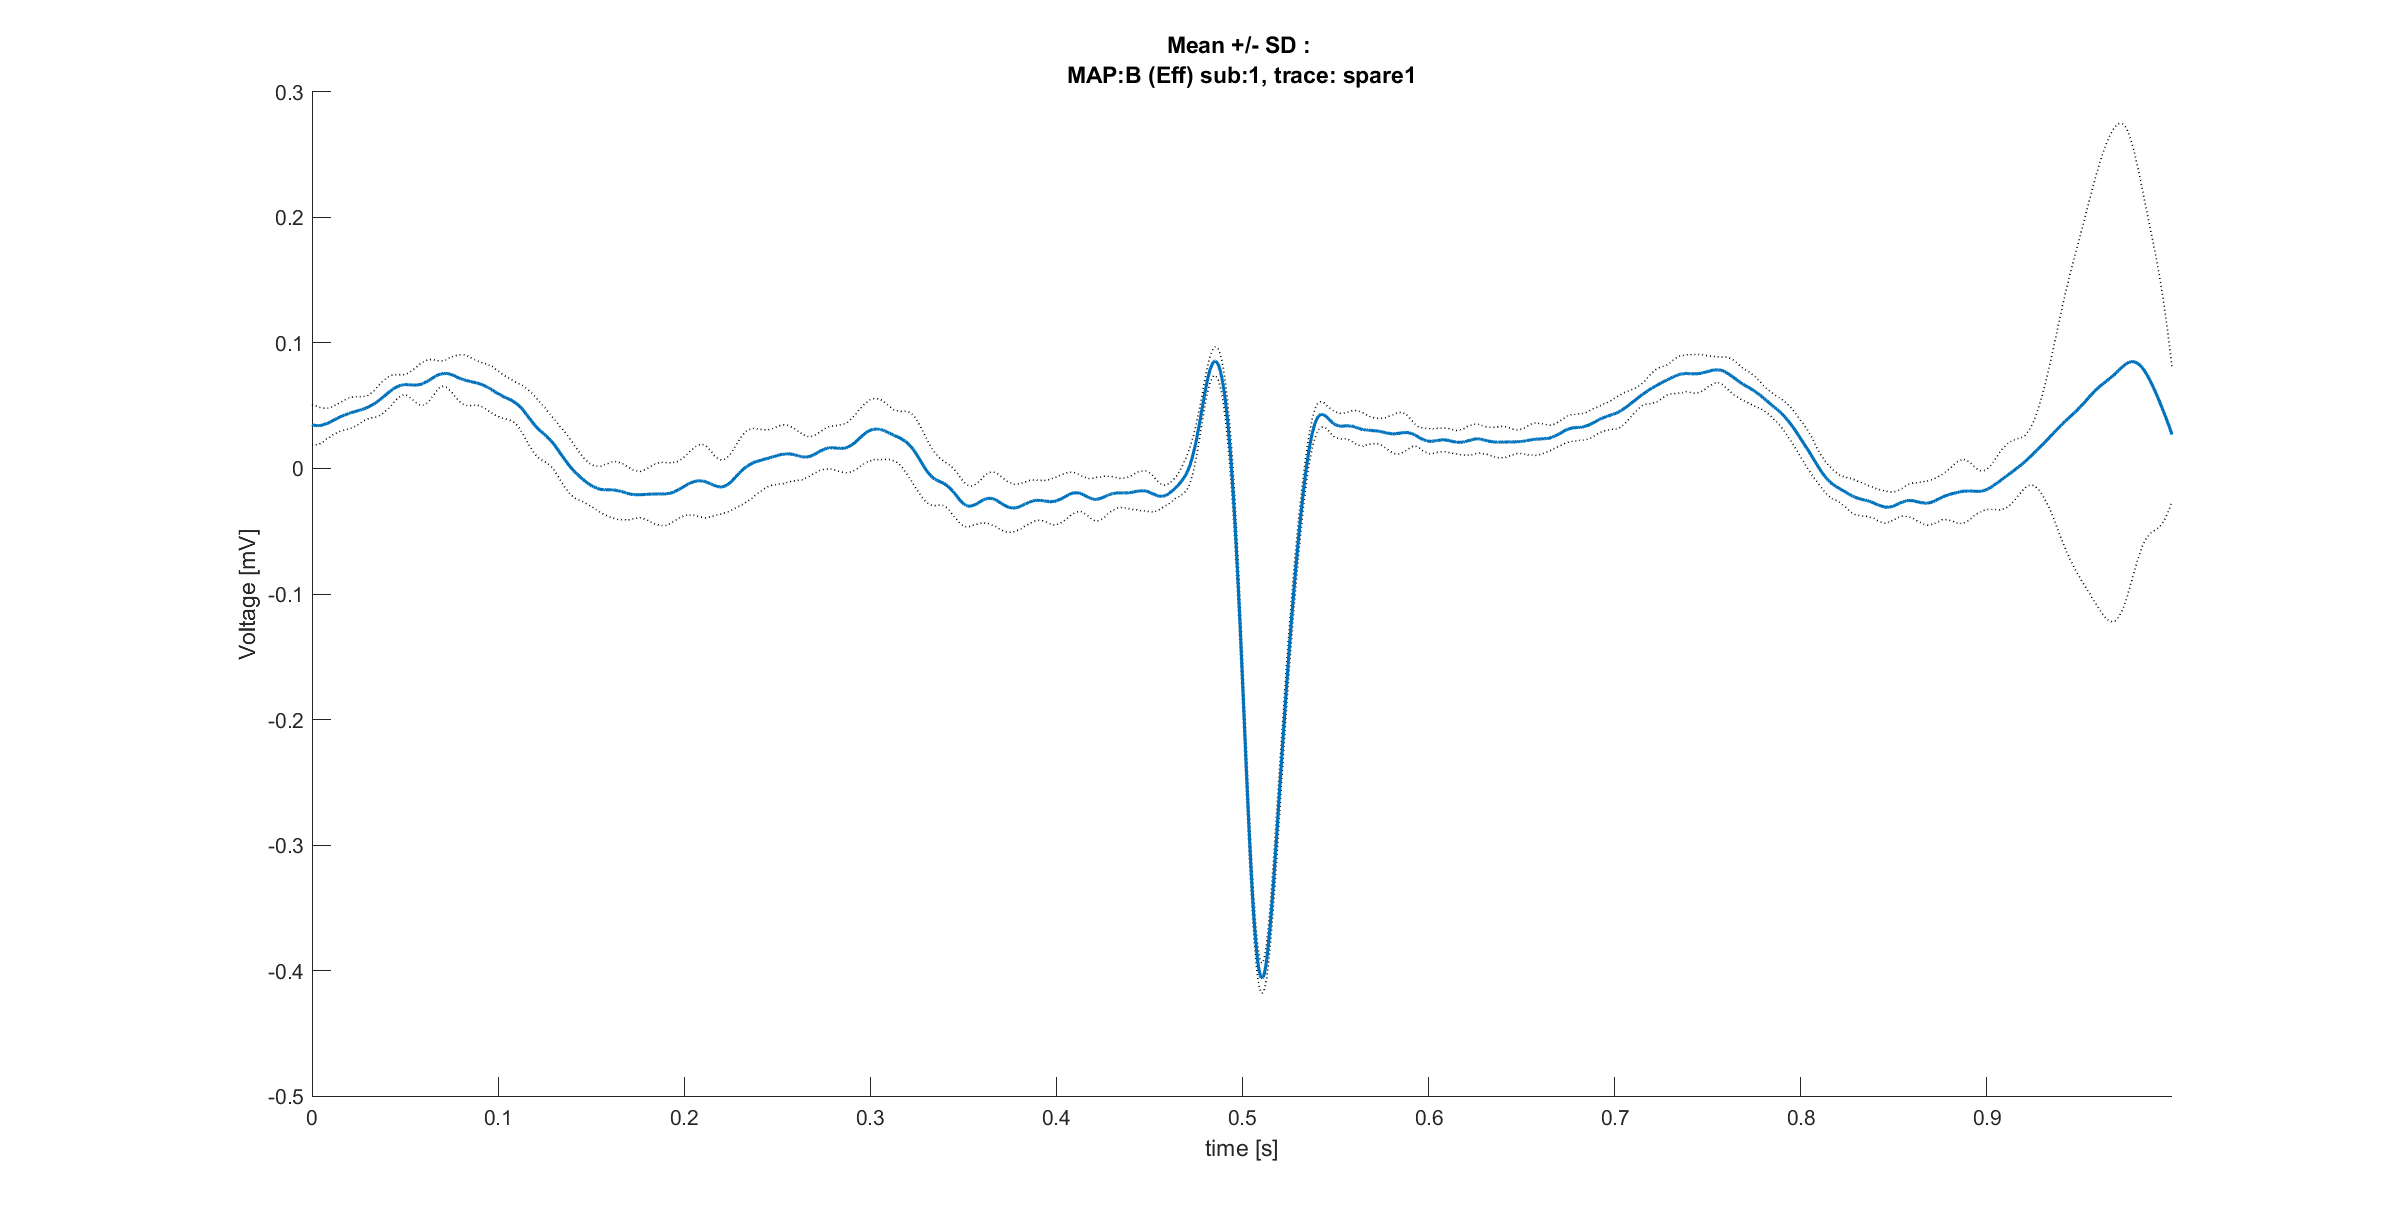 Mean +/- SD :
MAP:B (Eff) sub:1, trace: spare1
0.3
0.2
0.1
0
-0.1
-0.2
-0.3
-0.4
-0.5
Voltage [mV]
0 0.1 0.2 0.3 0.4 0.5 0.6 0.7 0.8 0.9
time [s]